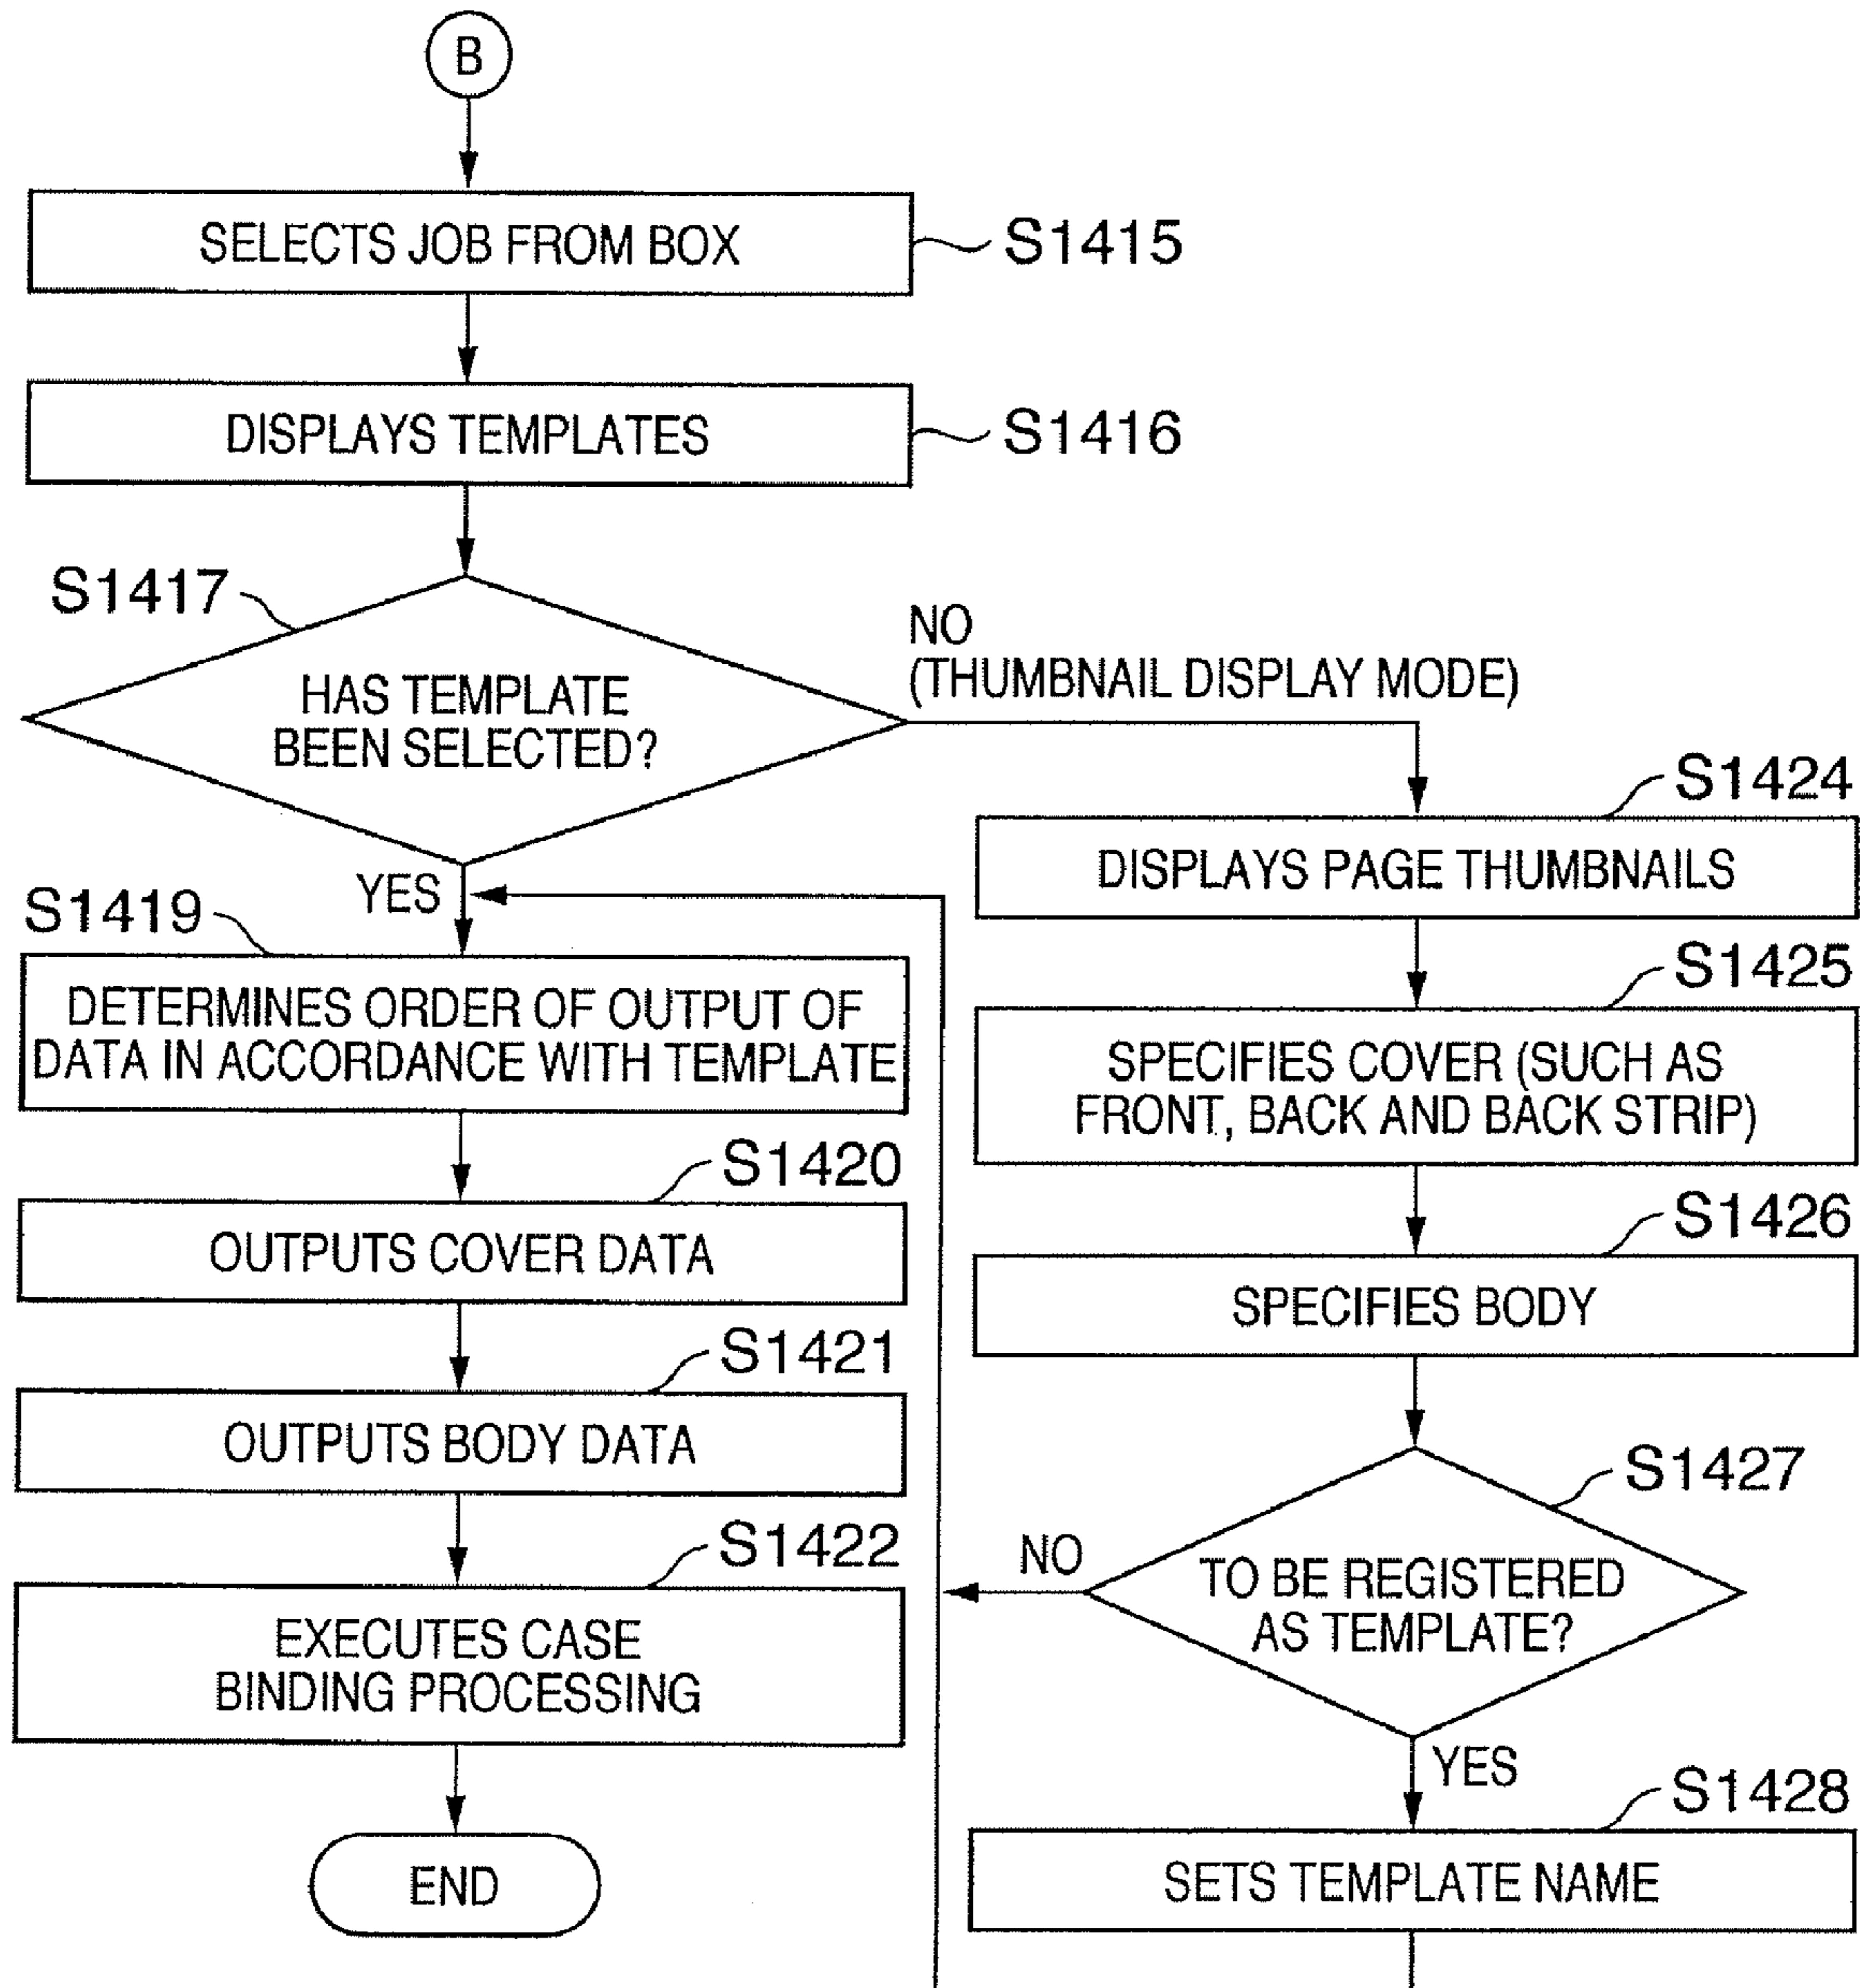 B
SELECTS JOB FROM BOX
S1415
DISPLAYS TEMPLATES
S1416
S1417
HAS TEMPLATE
BEEN SELECTED?
NO
(THUMBNAIL DISPLAY MODE)
YES
S1419
DETERMINES ORDER OF OUTPUT OF
DATA IN ACCORDANCE WITH TEMPLATE
S1420
OUTPUTS COVER DATA
S1421
OUTPUTS BODY DATA
S1422
EXECUTES CASE
BINDING PROCESSING
END
S1424
DISPLAYS PAGE THUMBNAILS
S1425
SPECIFIES COVER (SUCH AS
FRONT, BACK AND BACK STRIP)
S1426
SPECIFIES BODY
S1427
NO
TO BE REGISTERED
AS TEMPLATE?
YES
S1428
SETS TEMPLATE NAME